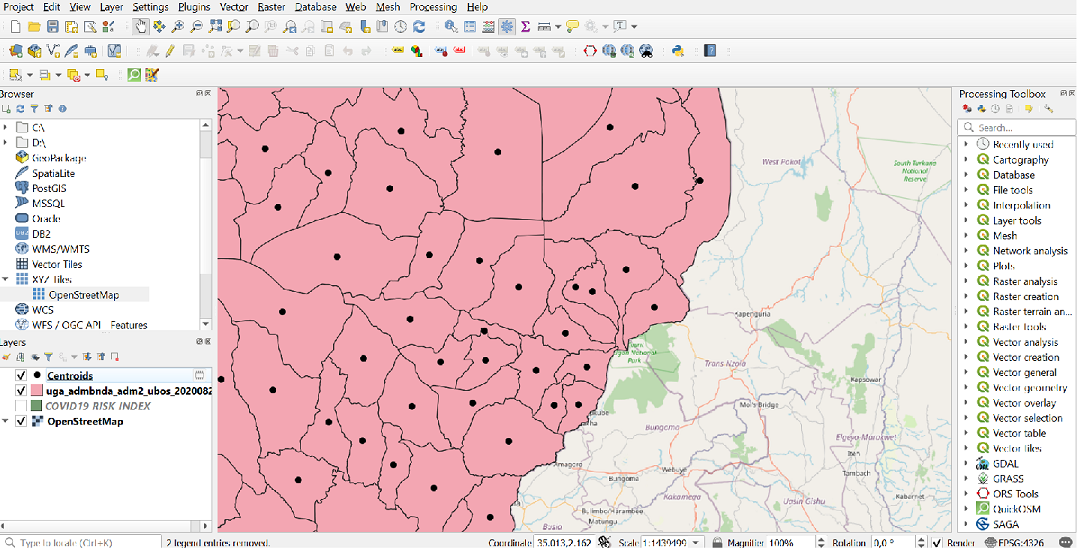 Project Edit View Layer Settings Plugins Vector Raster Database Web Mesh Processing Help
Browser
C:\
D:\
GeoPackage
SpatiaLite
PostGIS
MSSQL
Oracle
DB2
WMS/WMTS
Vector Tiles
XYZ Tiles
OpenStreetMap
WCS
WFS / OGC API - Features
Layers
Centroids
uga_admbnda_adm2_ubos_2020082
COVID19 RISK INDEX
OpenStreetMap
West Pokot
South Turkana
National
Reserve
Kapenguria
Trans Nzoia
Kapsowar
Moi's Bridge
Bungoma
Elgeyo-Marakwet
Iten
Tambach
Amagoro
Webuye
Bungoma
Kakamega
Uasin Gishu
Kabarnet
Busia
Processing Toolbox
Search...
Recently used
Cartography
Database
File tools
Interpolation
Layer tools
Mesh
Network analysis
Plots
Raster analysis
Raster creation
Raster terrain an...
Raster tools
Vector analysis
Vector creation
Vector general
Vector geometry
Vector overlay
Vector selection
Vector table
Vector tiles
GDAL
GRASS
ORS Tools
QuickOSM
SAGA
Type to locate (Ctrl+K)
2 legend entries removed.
Coordinate 35.013,2.162
Scale 1:1439499
Magnifier 100%
Rotation 0,0 °
Render
EPSG:4326